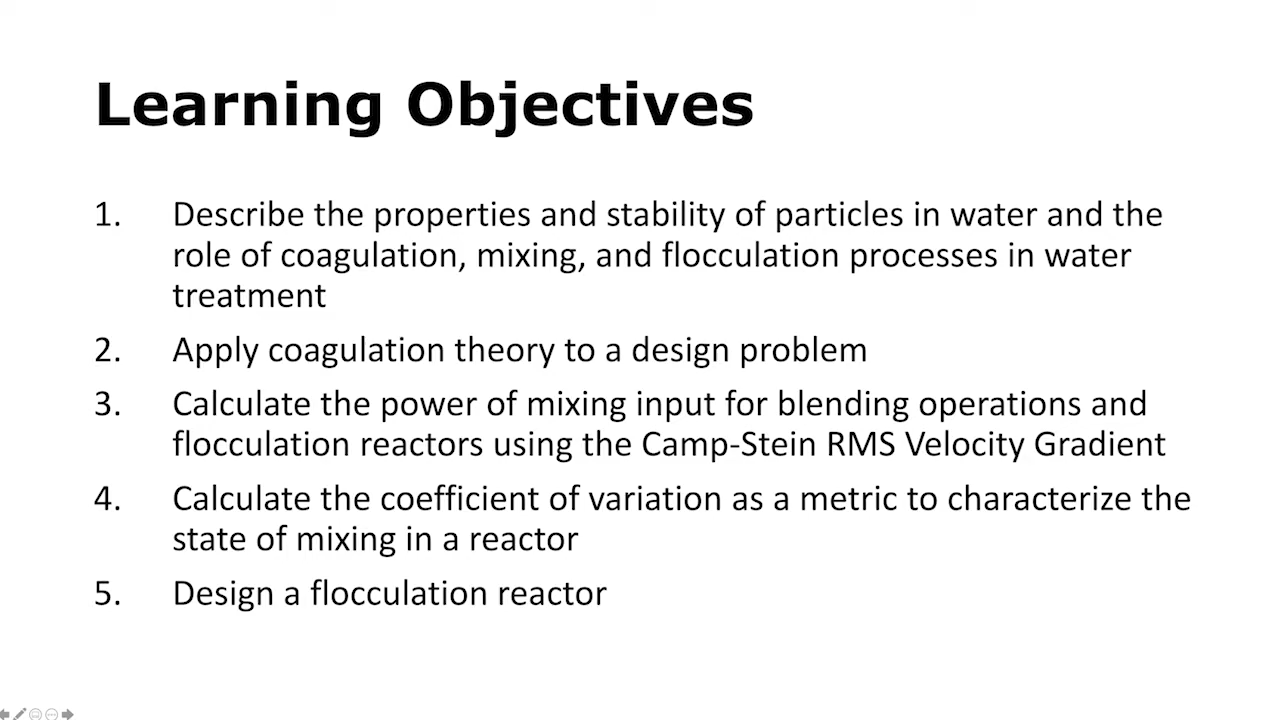 Learning Objectives
1. Describe the properties and stability of particles in water and the
role of coagulation, mixing, and flocculation processes in water
treatment
2. Apply coagulation theory to a design problem
3. Calculate the power of mixing input for blending operations and
flocculation reactors using the Camp-Stein RMS Velocity Gradient
4. Calculate the coefficient of variation as a metric to characterize the
state of mixing in a reactor
5. Design a flocculation reactor